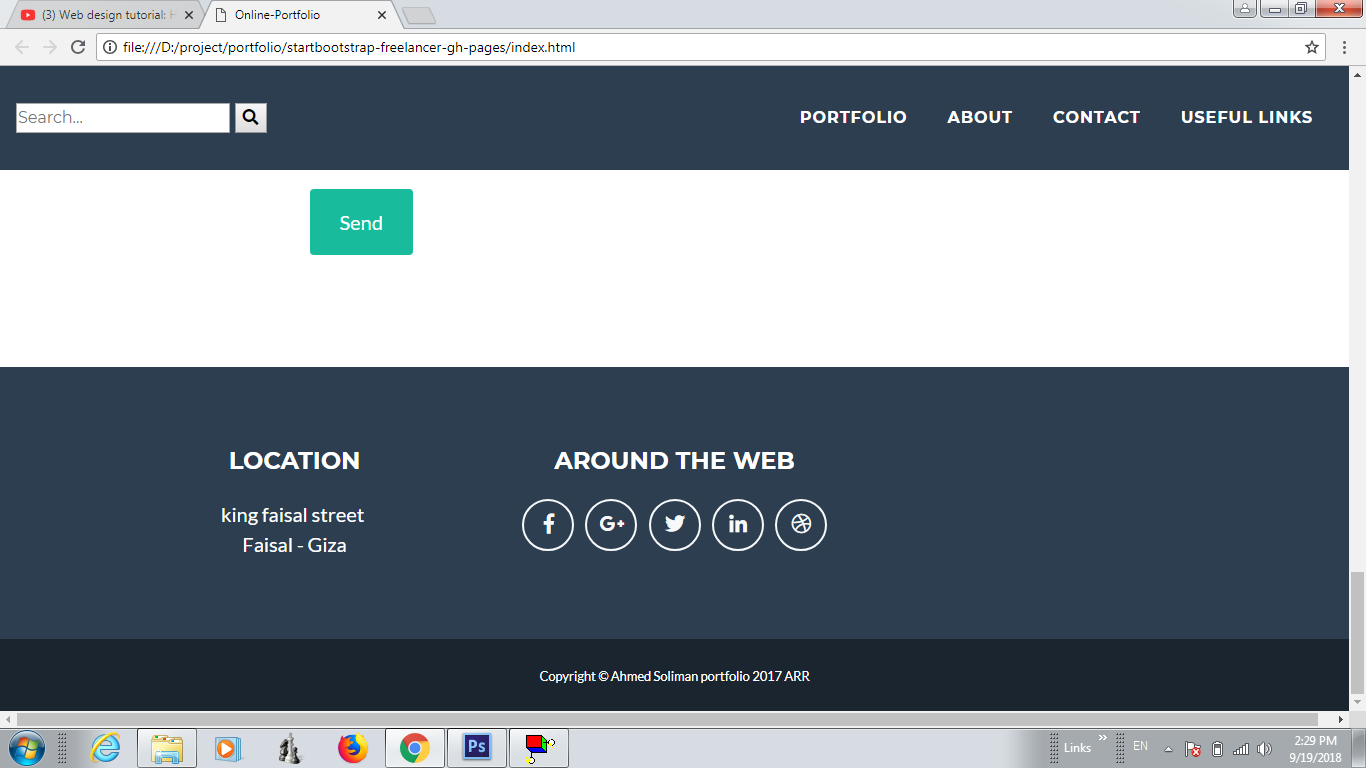 (3) Web design tutorial: H
Online-Portfolio
file:///D:/project/portfolio/startbootstrap-freelancer-gh-pages/index.html
Search...
PORTFOLIO ABOUT CONTACT USEFUL LINKS
Send
LOCATION
king faisal street
Faisal - Giza
AROUND THE WEB
Copyright © Ahmed Soliman portfolio 2017 ARR
Ps
Links
EN
2:29 PM
9/19/2018